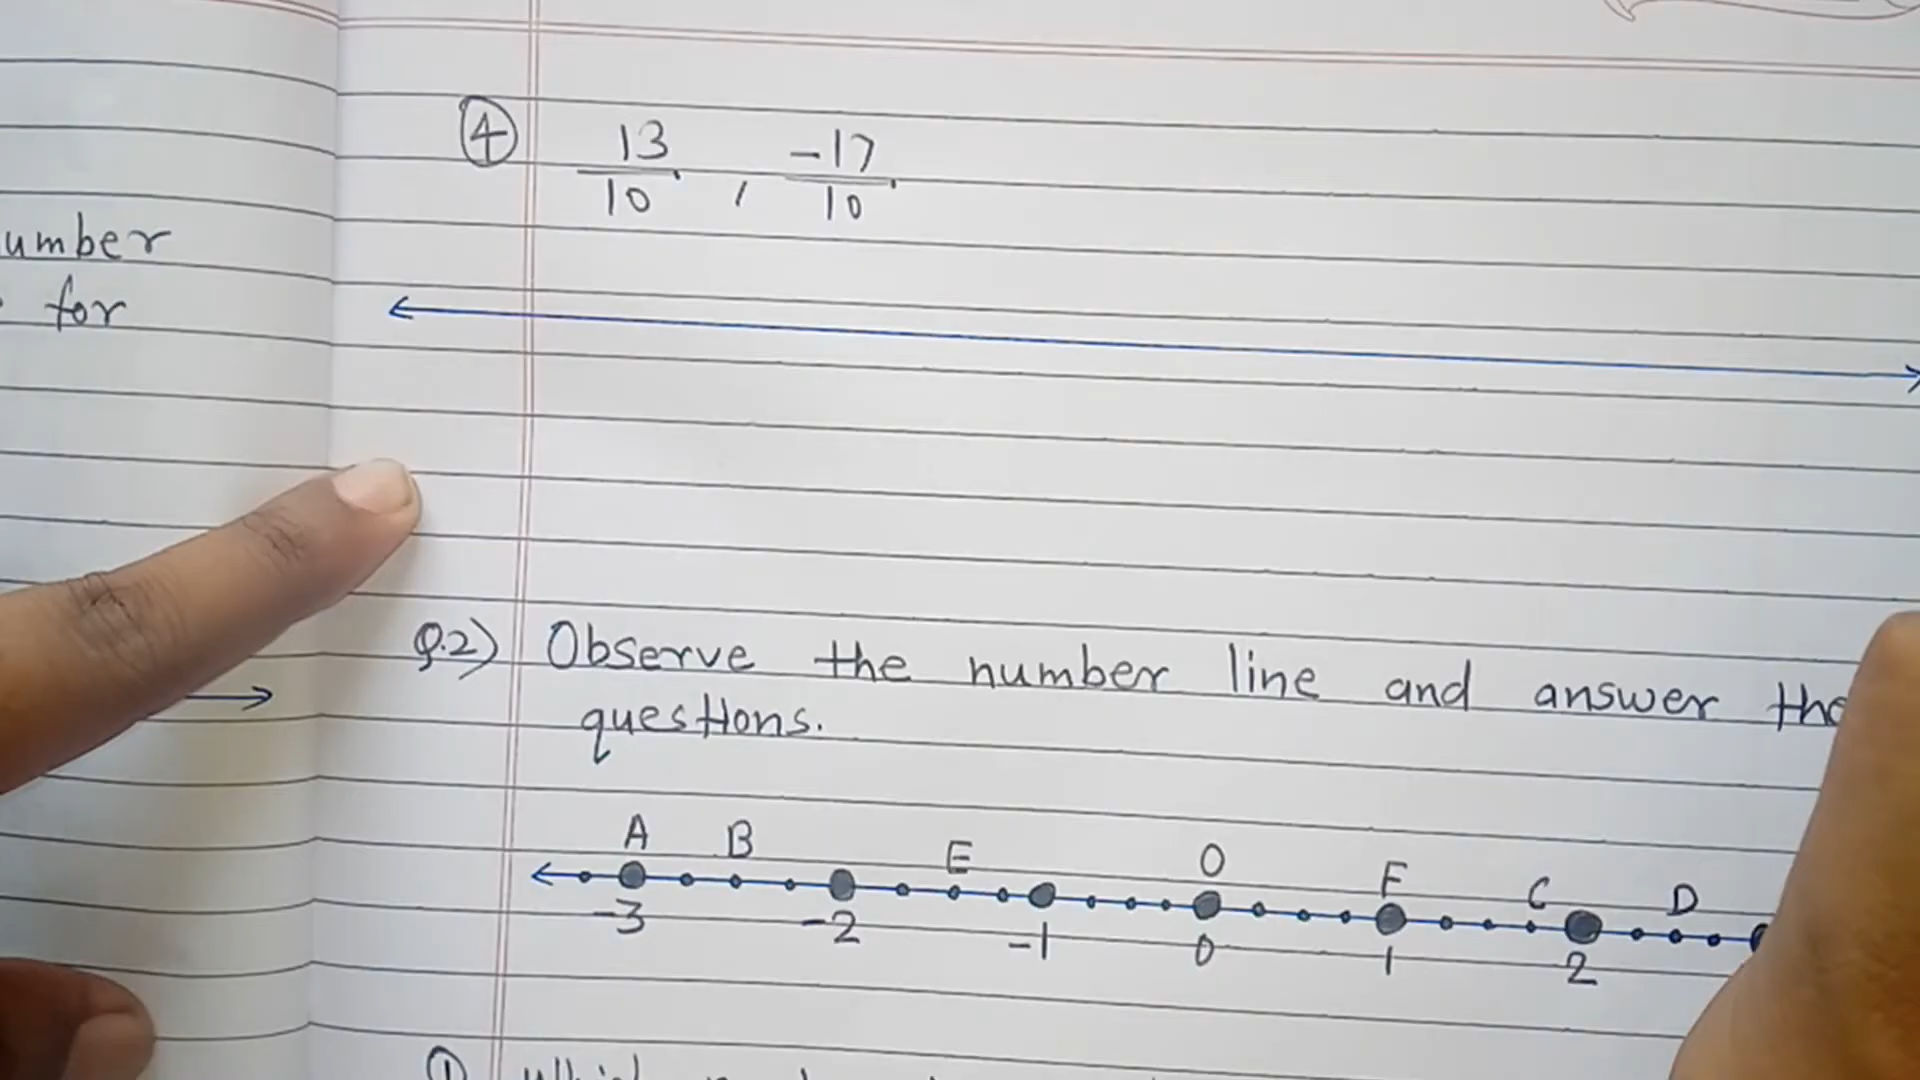 umber
for
④ 13/10 , -17/10
Q.2) Observe the number line and answer the
questions.
A B E O F C D
-3 -2 -1 0 1 2
①